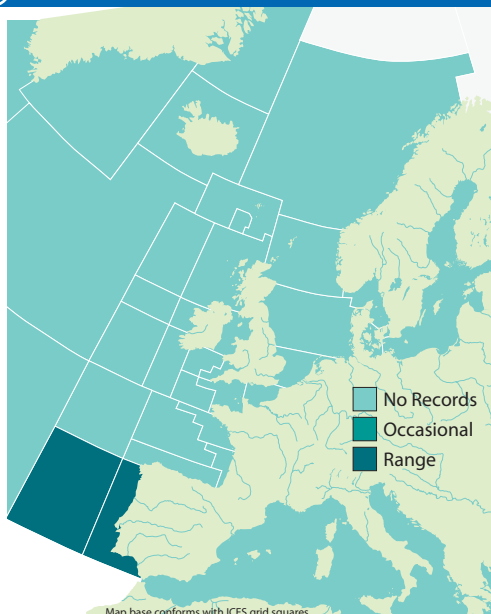 No Records
Occasional
Range
Map base conforms with ICES grid squares